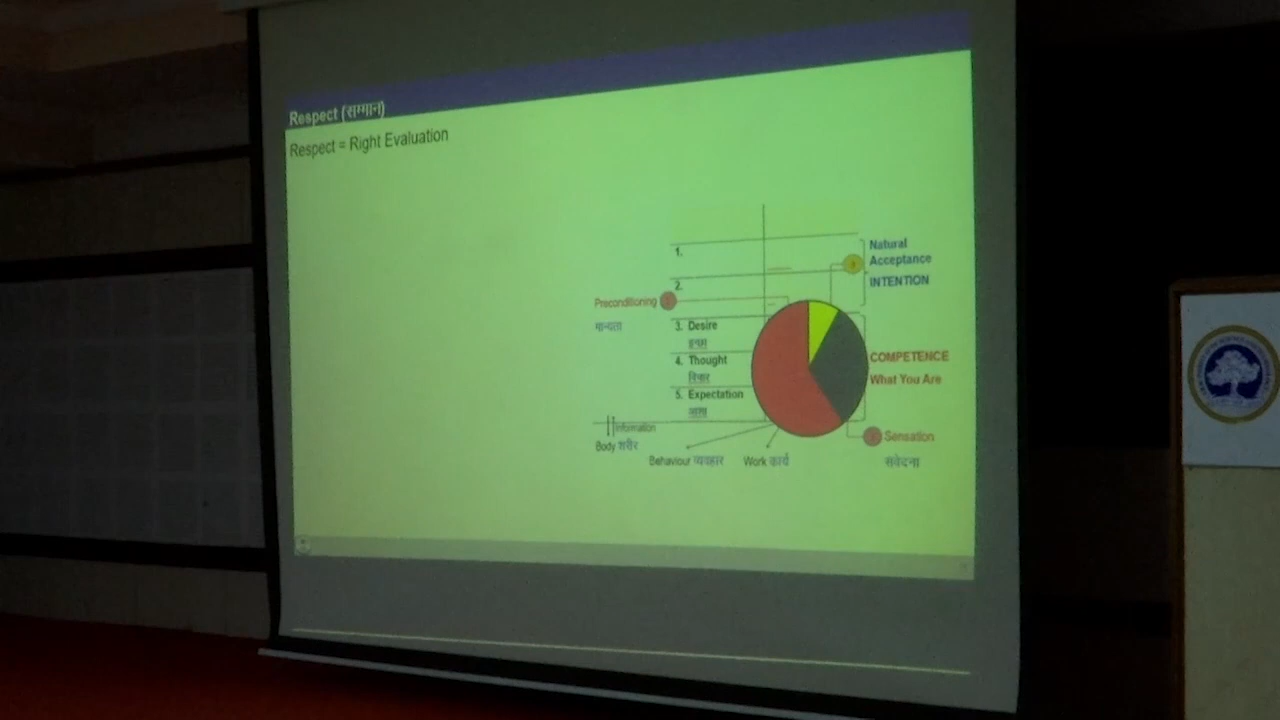 Respect (सम्मान)
Respect = Right Evaluation
1.
Natural
Acceptance
2.
INTENTION
Preconditioning
मान्यता
3. Desire
इच्छा
4. Thought
विचार
COMPETENCE
What You Are
5. Expectation
आशा
Information
Body शरीर
Sensation
संवेदना
Behaviour व्यवहार
Work कार्य